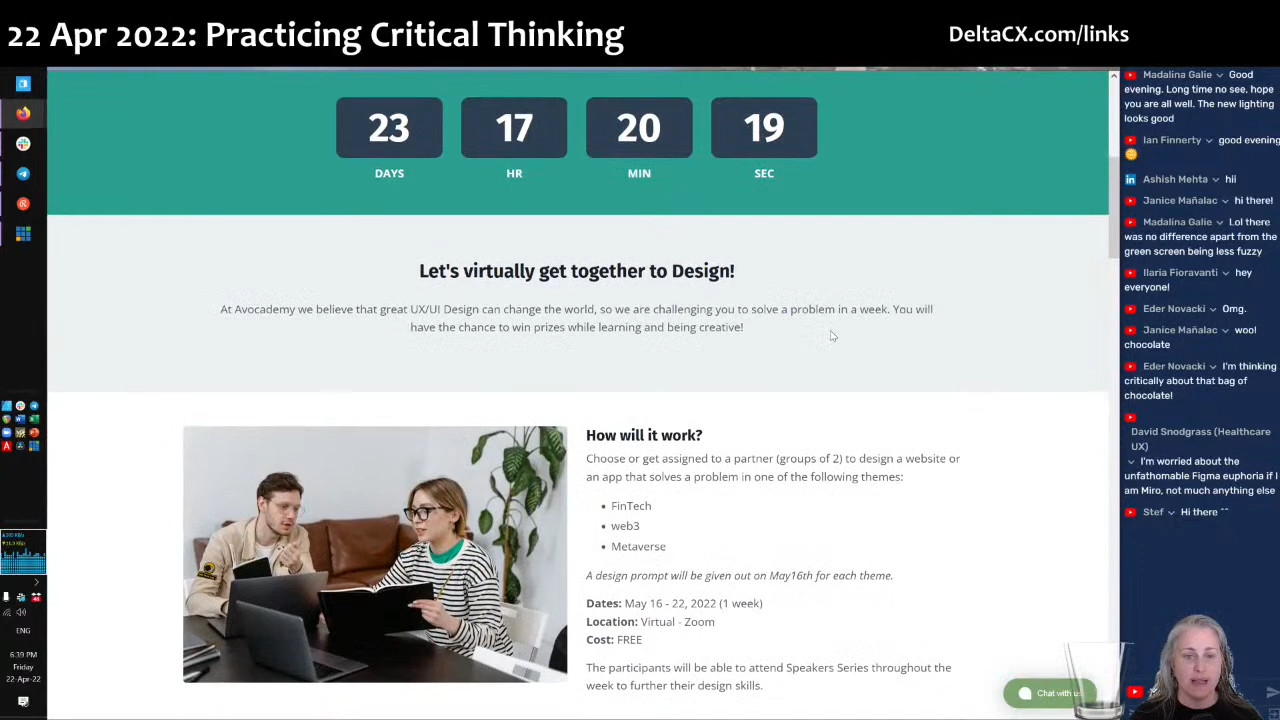 22 Apr 2022: Practicing Critical Thinking
DeltaCX.com/links
23
17
20
19
DAYS
HR
MIN
SEC
Let's virtually get together to Design!
At Avocademy we believe that great UX/UI Design can change the world, so we are challenging you to solve a problem in a week. You will
have the chance to win prizes while learning and being creative!
How will it work?
Choose or get assigned to a partner (groups of 2) to design a website or
an app that solves a problem in one of the following themes:
FinTech
web3
Metaverse
A design prompt will be given out on May16th for each theme.
Dates: May 16 - 22, 2022 (1 week)
Location: Virtual - Zoom
Cost: FREE
The participants will be able to attend Speakers Series throughout the
week to further their design skills.
Chat with us
Madalina Galie Good
evening. Long time no see, hope
you are all well. The new lighting
looks good
Ian Finnerty good evening
Ashish Mehta hii
Janice Mañalac hi there!
Madalina Galie Lol there
was no difference apart from the
green screen being less fuzzy
Ilaria Fioravanti hey
everyone!
Eder Novacki Omg.
Janice Mañalac woo!
chocolate
Eder Novacki I'm thinking
critically about that bag of
chocolate!
David Snodgrass (Healthcare
UX)
I'm worried about the
unfathomable Figma euphoria if I
am Miro, not much anything else
Stef Hi there ^^
ENG
6:39 PM
Friday
22-Apr-22